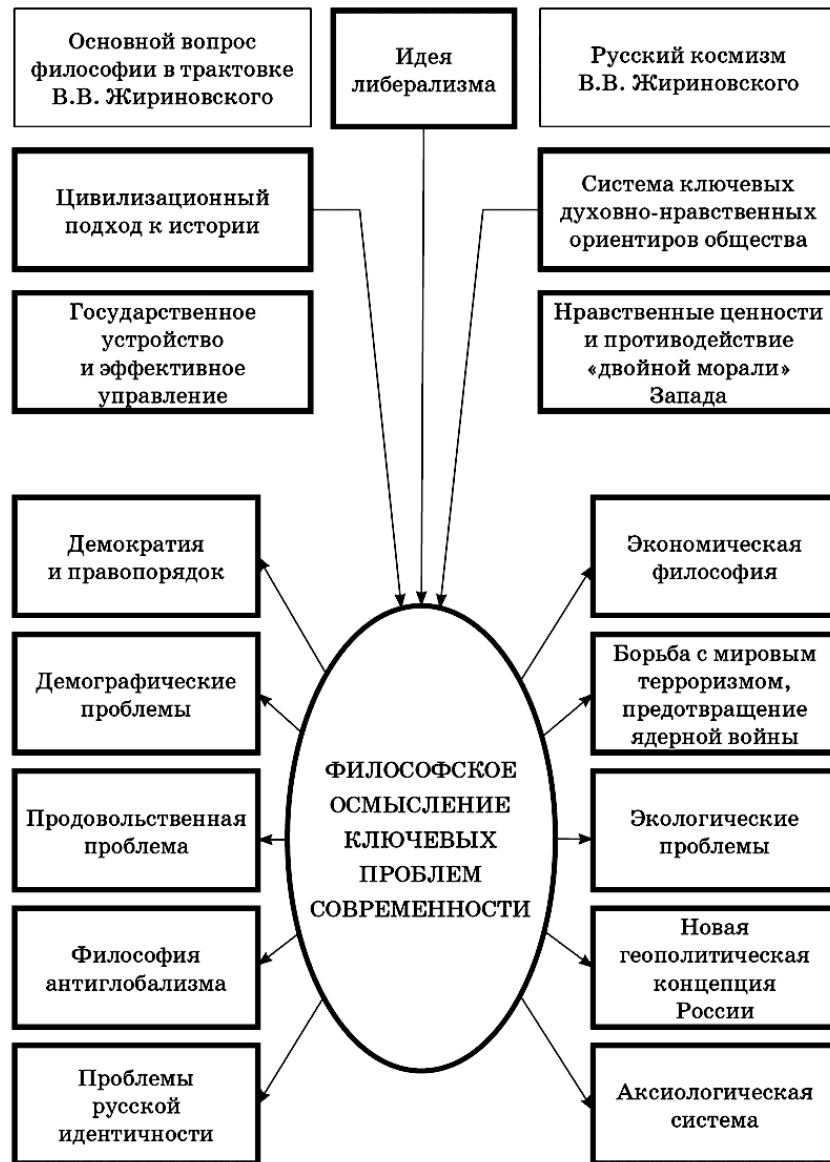 Основной вопрос
философии в трактовке
В.В. Жириновского
Идея
либерализма
Русский космизм
В.В. Жириновского
Цивилизационный
подход к истории
Система ключевых
духовно-нравственных
ориентиров общества
Государственное
устройство
и эффективное
управление
Нравственные ценности
и противодействие
«двойной морали»
Запада
Демократия
и правопорядок
Экономическая
философия
Демографические
проблемы
Борьба с мировым
терроризмом,
предотвращение
ядерной войны
ФИЛОСОФСКОЕ
ОСМЫСЛЕНИЕ
КЛЮЧЕВЫХ
ПРОБЛЕМ
СОВРЕМЕННОСТИ
Продовольственная
проблема
Экологические
проблемы
Философия
антиглобализма
Новая
геополитическая
концепция
России
Проблемы
русской
идентичности
Аксиологическая
система